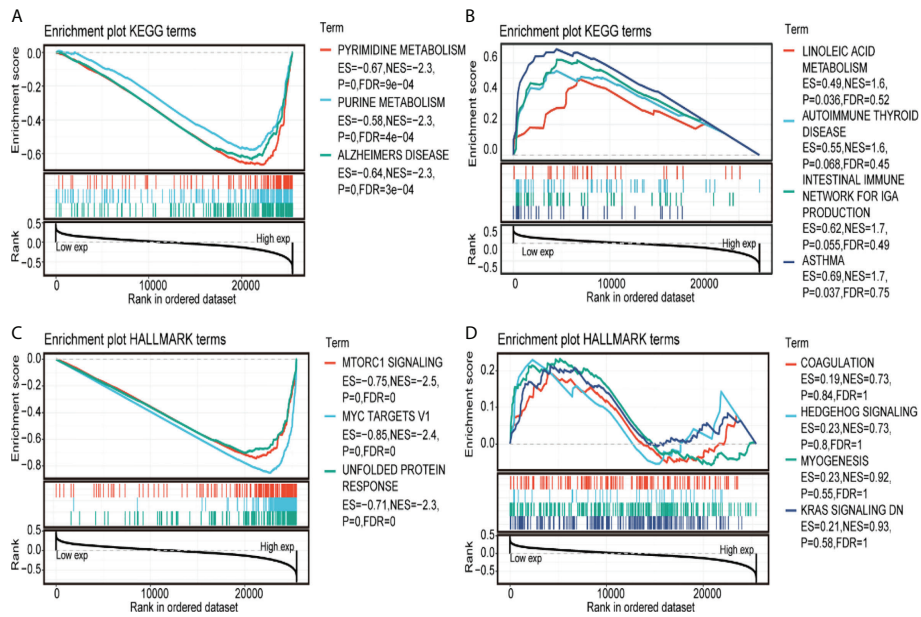 A
Enrichment plot KEGG terms
Enrichment score
0.0
−0.2
−0.4
−0.6
0.5
0.0
−0.5
Rank
Low exp
High exp
0
10000
20000
Rank in ordered dataset
Term
PYRIMIDINE METABOLISM
ES=−0.67,NES=−2.3,
P=0,FDR=9e−04
PURINE METABOLISM
ES=−0.58,NES=−2.3,
P=0,FDR=4e−04
ALZHEIMERS DISEASE
ES=−0.64,NES=−2.3,
P=0,FDR=3e−04
B
Enrichment plot KEGG terms
Enrichment score
0.6
0.4
0.2
0.0
0.5
0.0
−0.5
Rank
Low exp
High exp
0
10000
20000
Rank in ordered dataset
Term
LINOLEIC ACID
METABOLISM
ES=0.49,NES=1.6,
P=0.036,FDR=0.52
AUTOIMMUNE THYROID
DISEASE
ES=0.55,NES=1.6,
P=0.068,FDR=0.45
INTESTINAL IMMUNE
NETWORK FOR IGA
PRODUCTION
ES=0.62,NES=1.7,
P=0.055,FDR=0.49
ASTHMA
ES=0.69,NES=1.7,
P=0.037,FDR=0.75
C
Enrichment plot HALLMARK terms
Enrichment score
0.0
−0.2
−0.4
−0.6
−0.8
0.5
0.0
−0.5
Rank
Low exp
High exp
0
10000
20000
Rank in ordered dataset
Term
MTORC1 SIGNALING
ES=−0.75,NES=−2.5,
P=0,FDR=0
MYC TARGETS V1
ES=−0.85,NES=−2.4,
P=0,FDR=0
UNFOLDED PROTEIN
RESPONSE
ES=−0.71,NES=−2.3,
P=0,FDR=0
D
Enrichment plot HALLMARK terms
Enrichment score
0.2
0.1
0.0
0.5
0.0
−0.5
Rank
Low exp
High exp
0
10000
20000
Rank in ordered dataset
Term
COAGULATION
ES=0.19,NES=0.73,
P=0.84,FDR=1
HEDGEHOG SIGNALING
ES=0.23,NES=0.73,
P=0.8,FDR=1
MYOGENESIS
ES=0.23,NES=0.92,
P=0.55,FDR=1
KRAS SIGNALING DN
ES=0.21,NES=0.93,
P=0.58,FDR=1